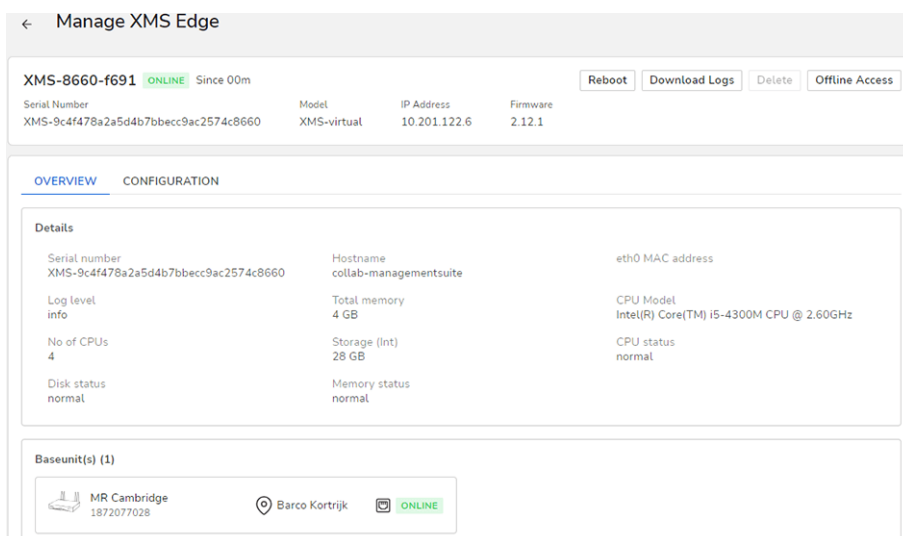 Manage XMS Edge
XMS-8660-f691 ONLINE Since 00m Reboot Download Logs Delete Offline Access
Serial Number Model IP Address Firmware
XMS-9c4f478a2a5d4b7bbecc9ac2574c8660 XMS-virtual 10.201.122.6 2.12.1
OVERVIEW CONFIGURATION
Details
Serial number Hostname eth0 MAC address
XMS-9c4f478a2a5d4b7bbecc9ac2574c8660 collab-managementsuite
Log level Total memory CPU Model
info 4 GB Intel(R) Core(TM) i5-4300M CPU @ 2.60GHz
No of CPUs Storage (Int) CPU status
4 28 GB normal
Disk status Memory status
normal normal
Baseunit(s) (1)
MR Cambridge Barco Kortrijk ONLINE
1872077028